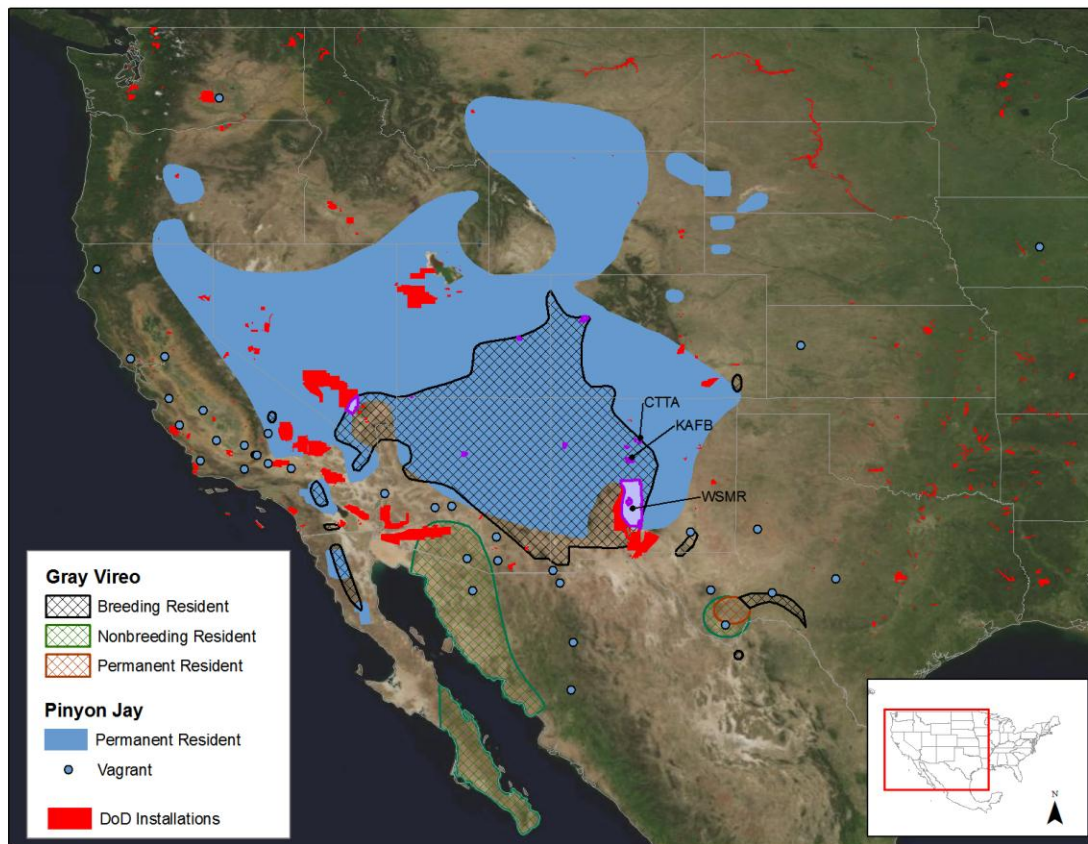 CTTA
KAFB
WSMR
Gray Vireo
Breeding Resident
Nonbreeding Resident
Permanent Resident
Pinyon Jay
Permanent Resident
Vagrant
DoD Installations
N